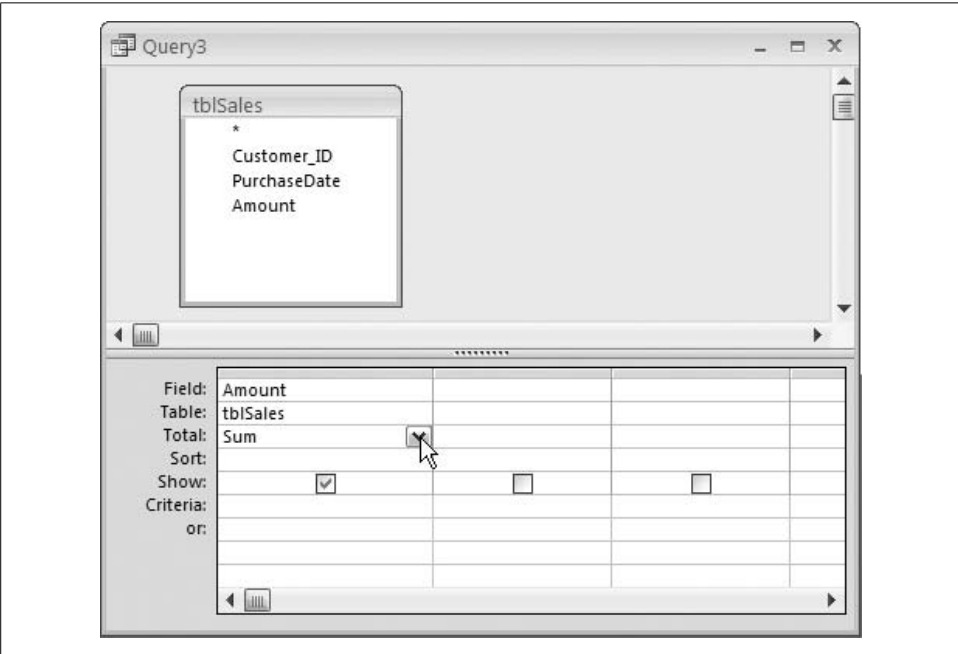 Query3
tblSales
*
Customer_ID
PurchaseDate
Amount
Field: Amount
Table: tblSales
Total: Sum
Sort:
Show:
Criteria:
or: